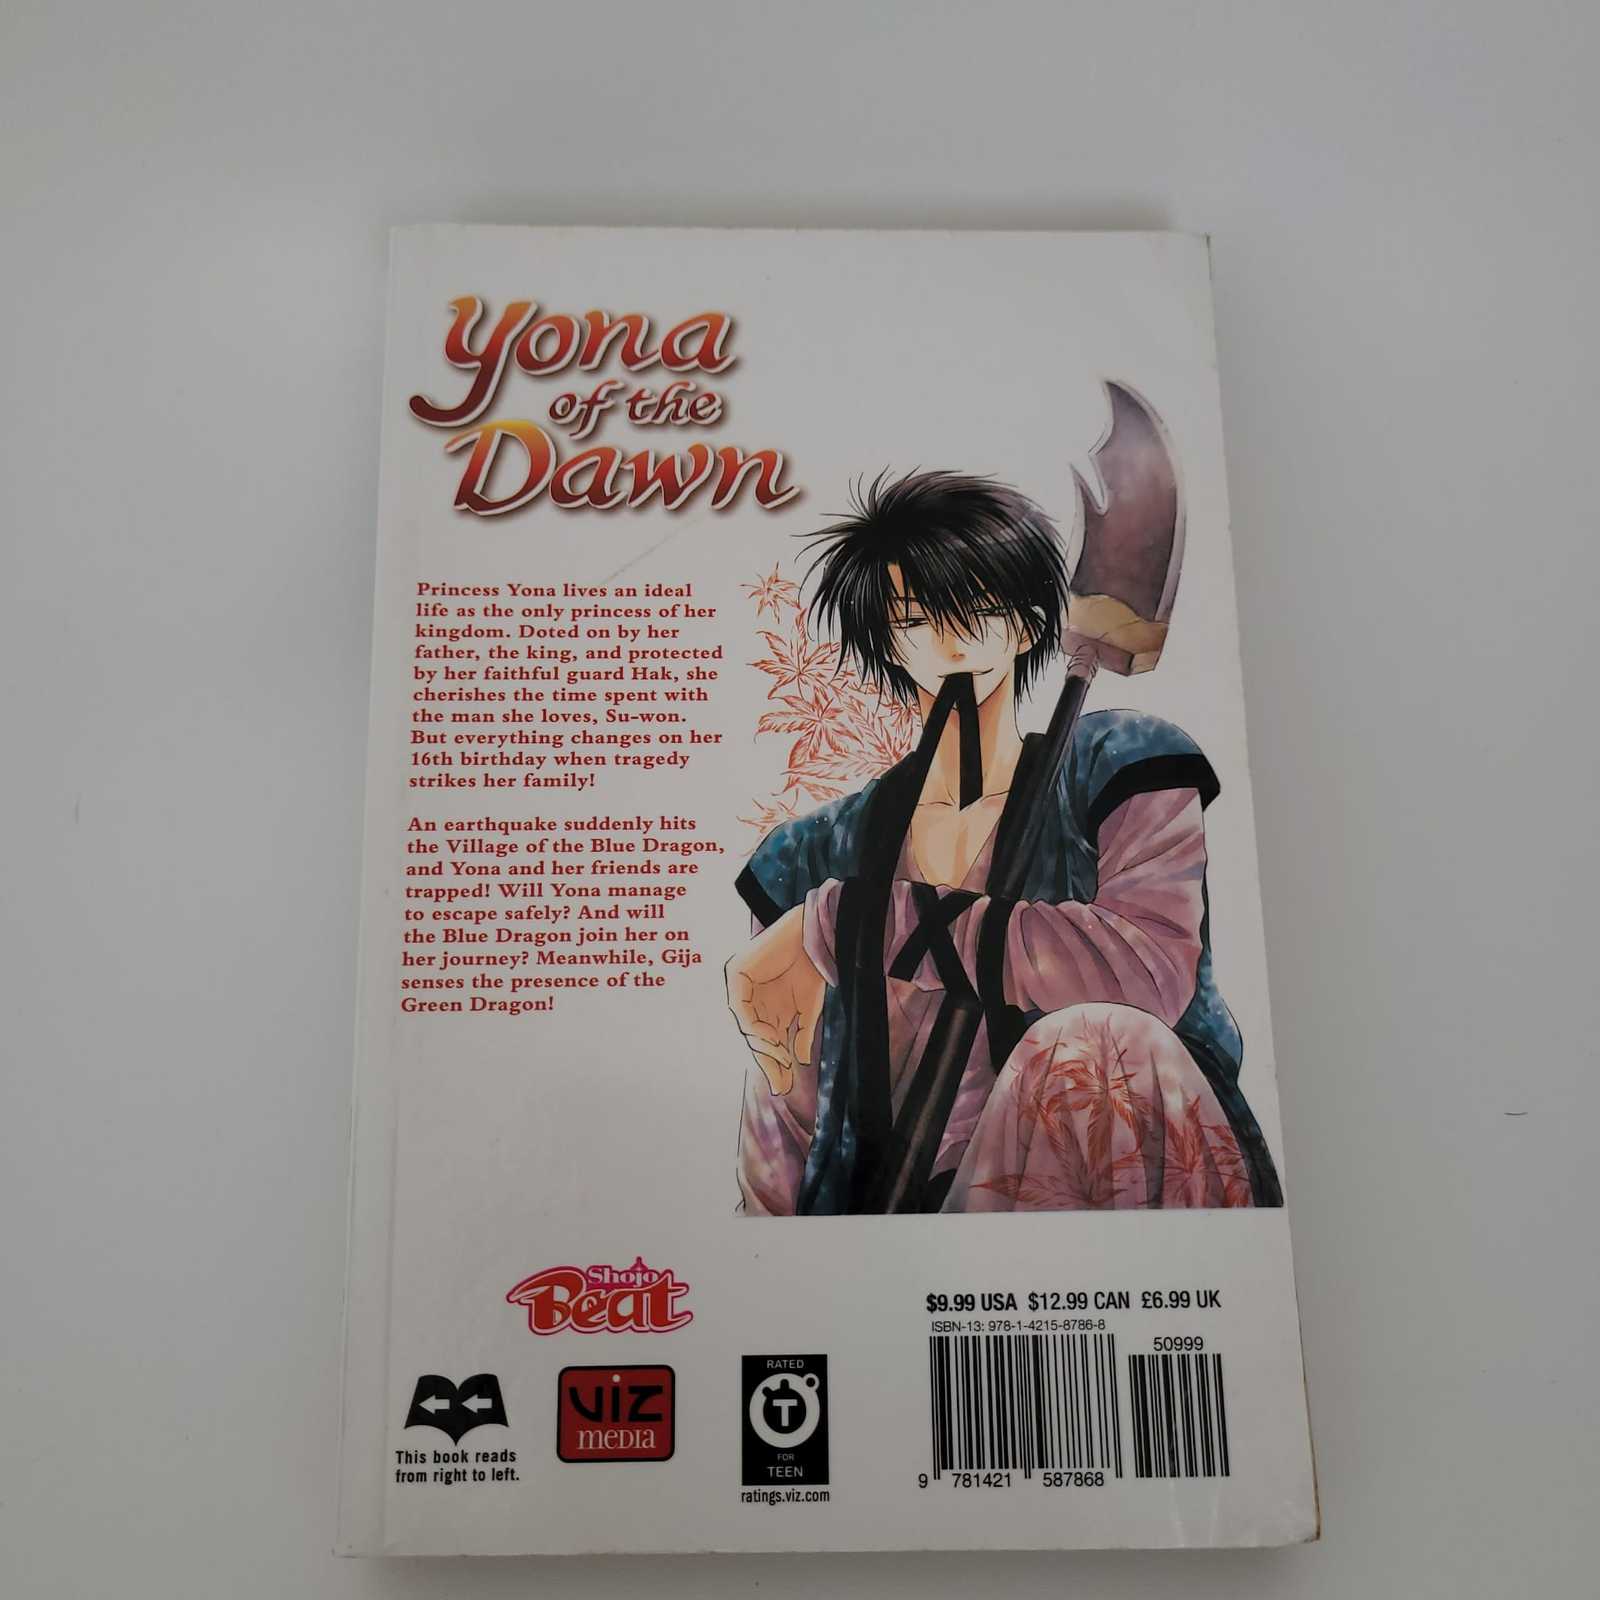 Yona
of the
Dawn
Princess Yona lives an ideal
life as the only princess of her
kingdom. Doted on by her
father, the king, and protected
by her faithful guard Hak, she
cherishes the time spent with
the man she loves, Su-won.
But everything changes on her
16th birthday when tragedy
strikes her family!
An earthquake suddenly hits
the Village of the Blue Dragon,
and Yona and her friends are
trapped! Will Yona manage
to escape safely? And will
the Blue Dragon join her on
her journey? Meanwhile, Gija
senses the presence of the
Green Dragon!
Shojo
Beat
This book reads
from right to left.
VIZ
MEDIA
RATED
T
FOR
TEEN
ratings.viz.com
$9.99 USA $12.99 CAN £6.99 UK
ISBN-13: 978-1-4215-8786-8
50999
9 781421 587868